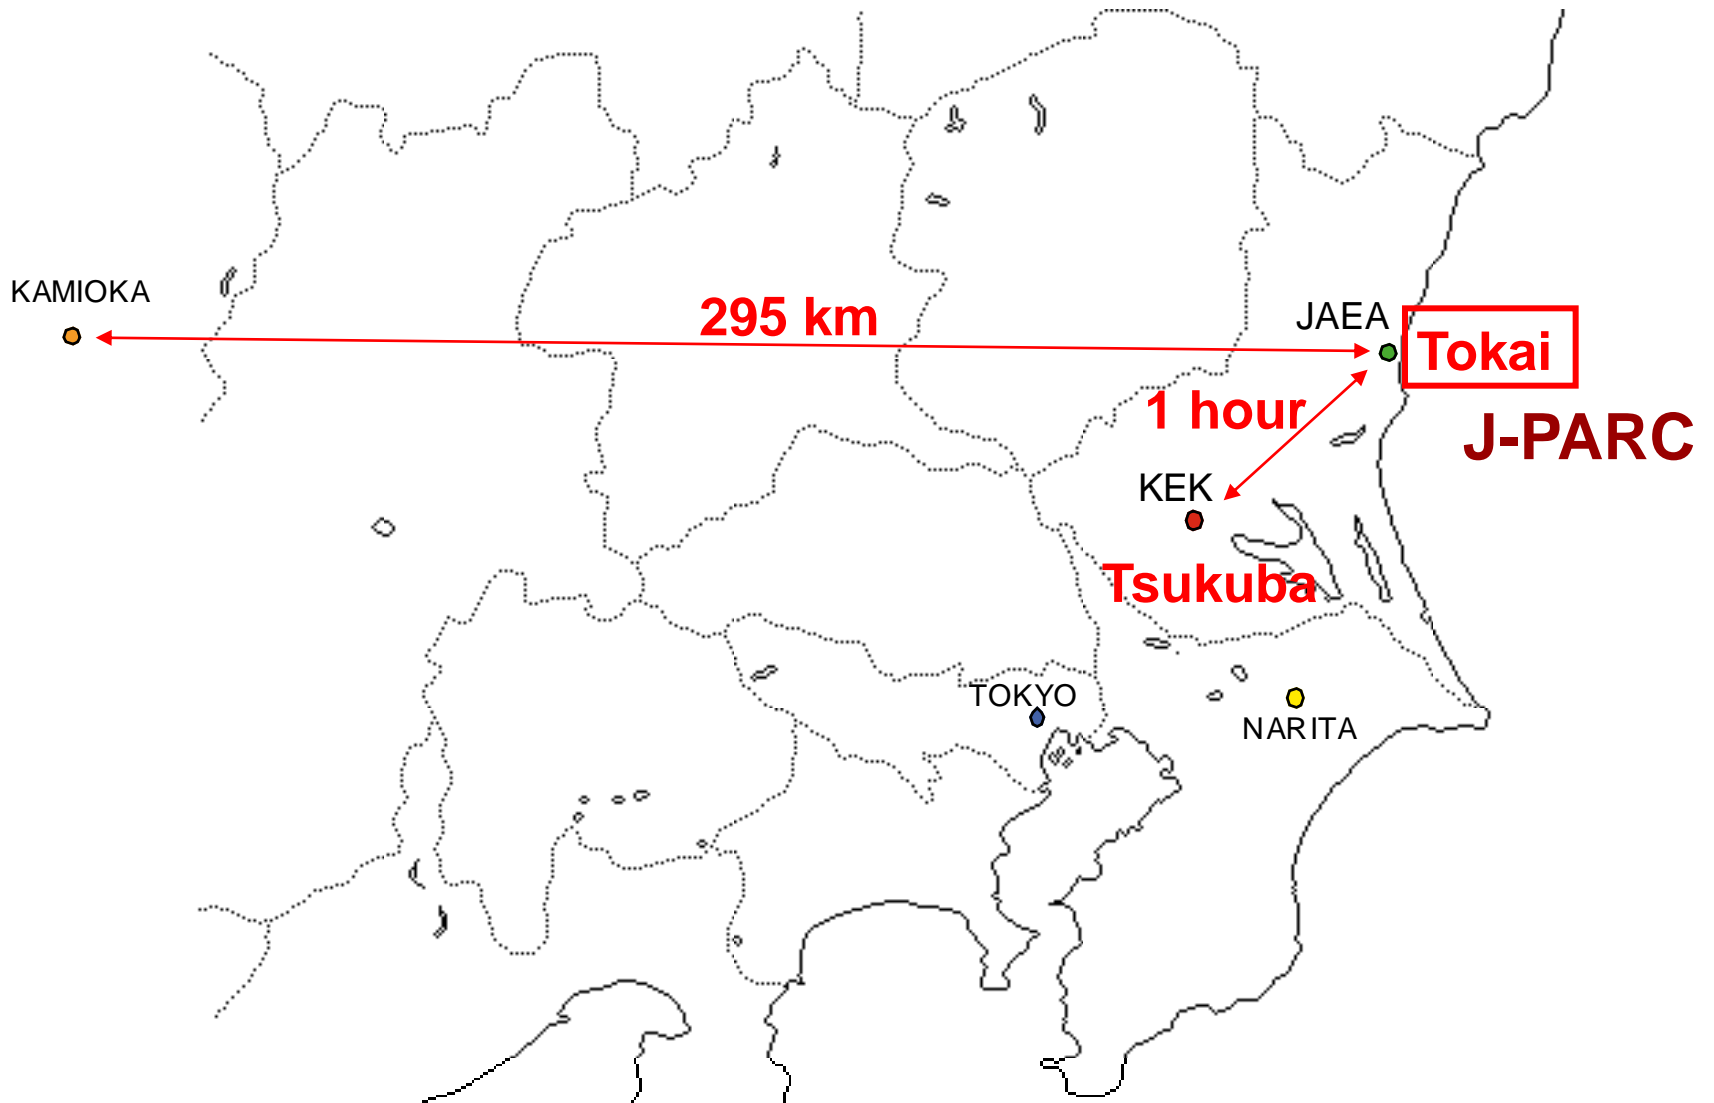 KAMIOKA
295 km
JAEA
Tokai
1 hour
J-PARC
KEK
Tsukuba
TOKYO
NARITA